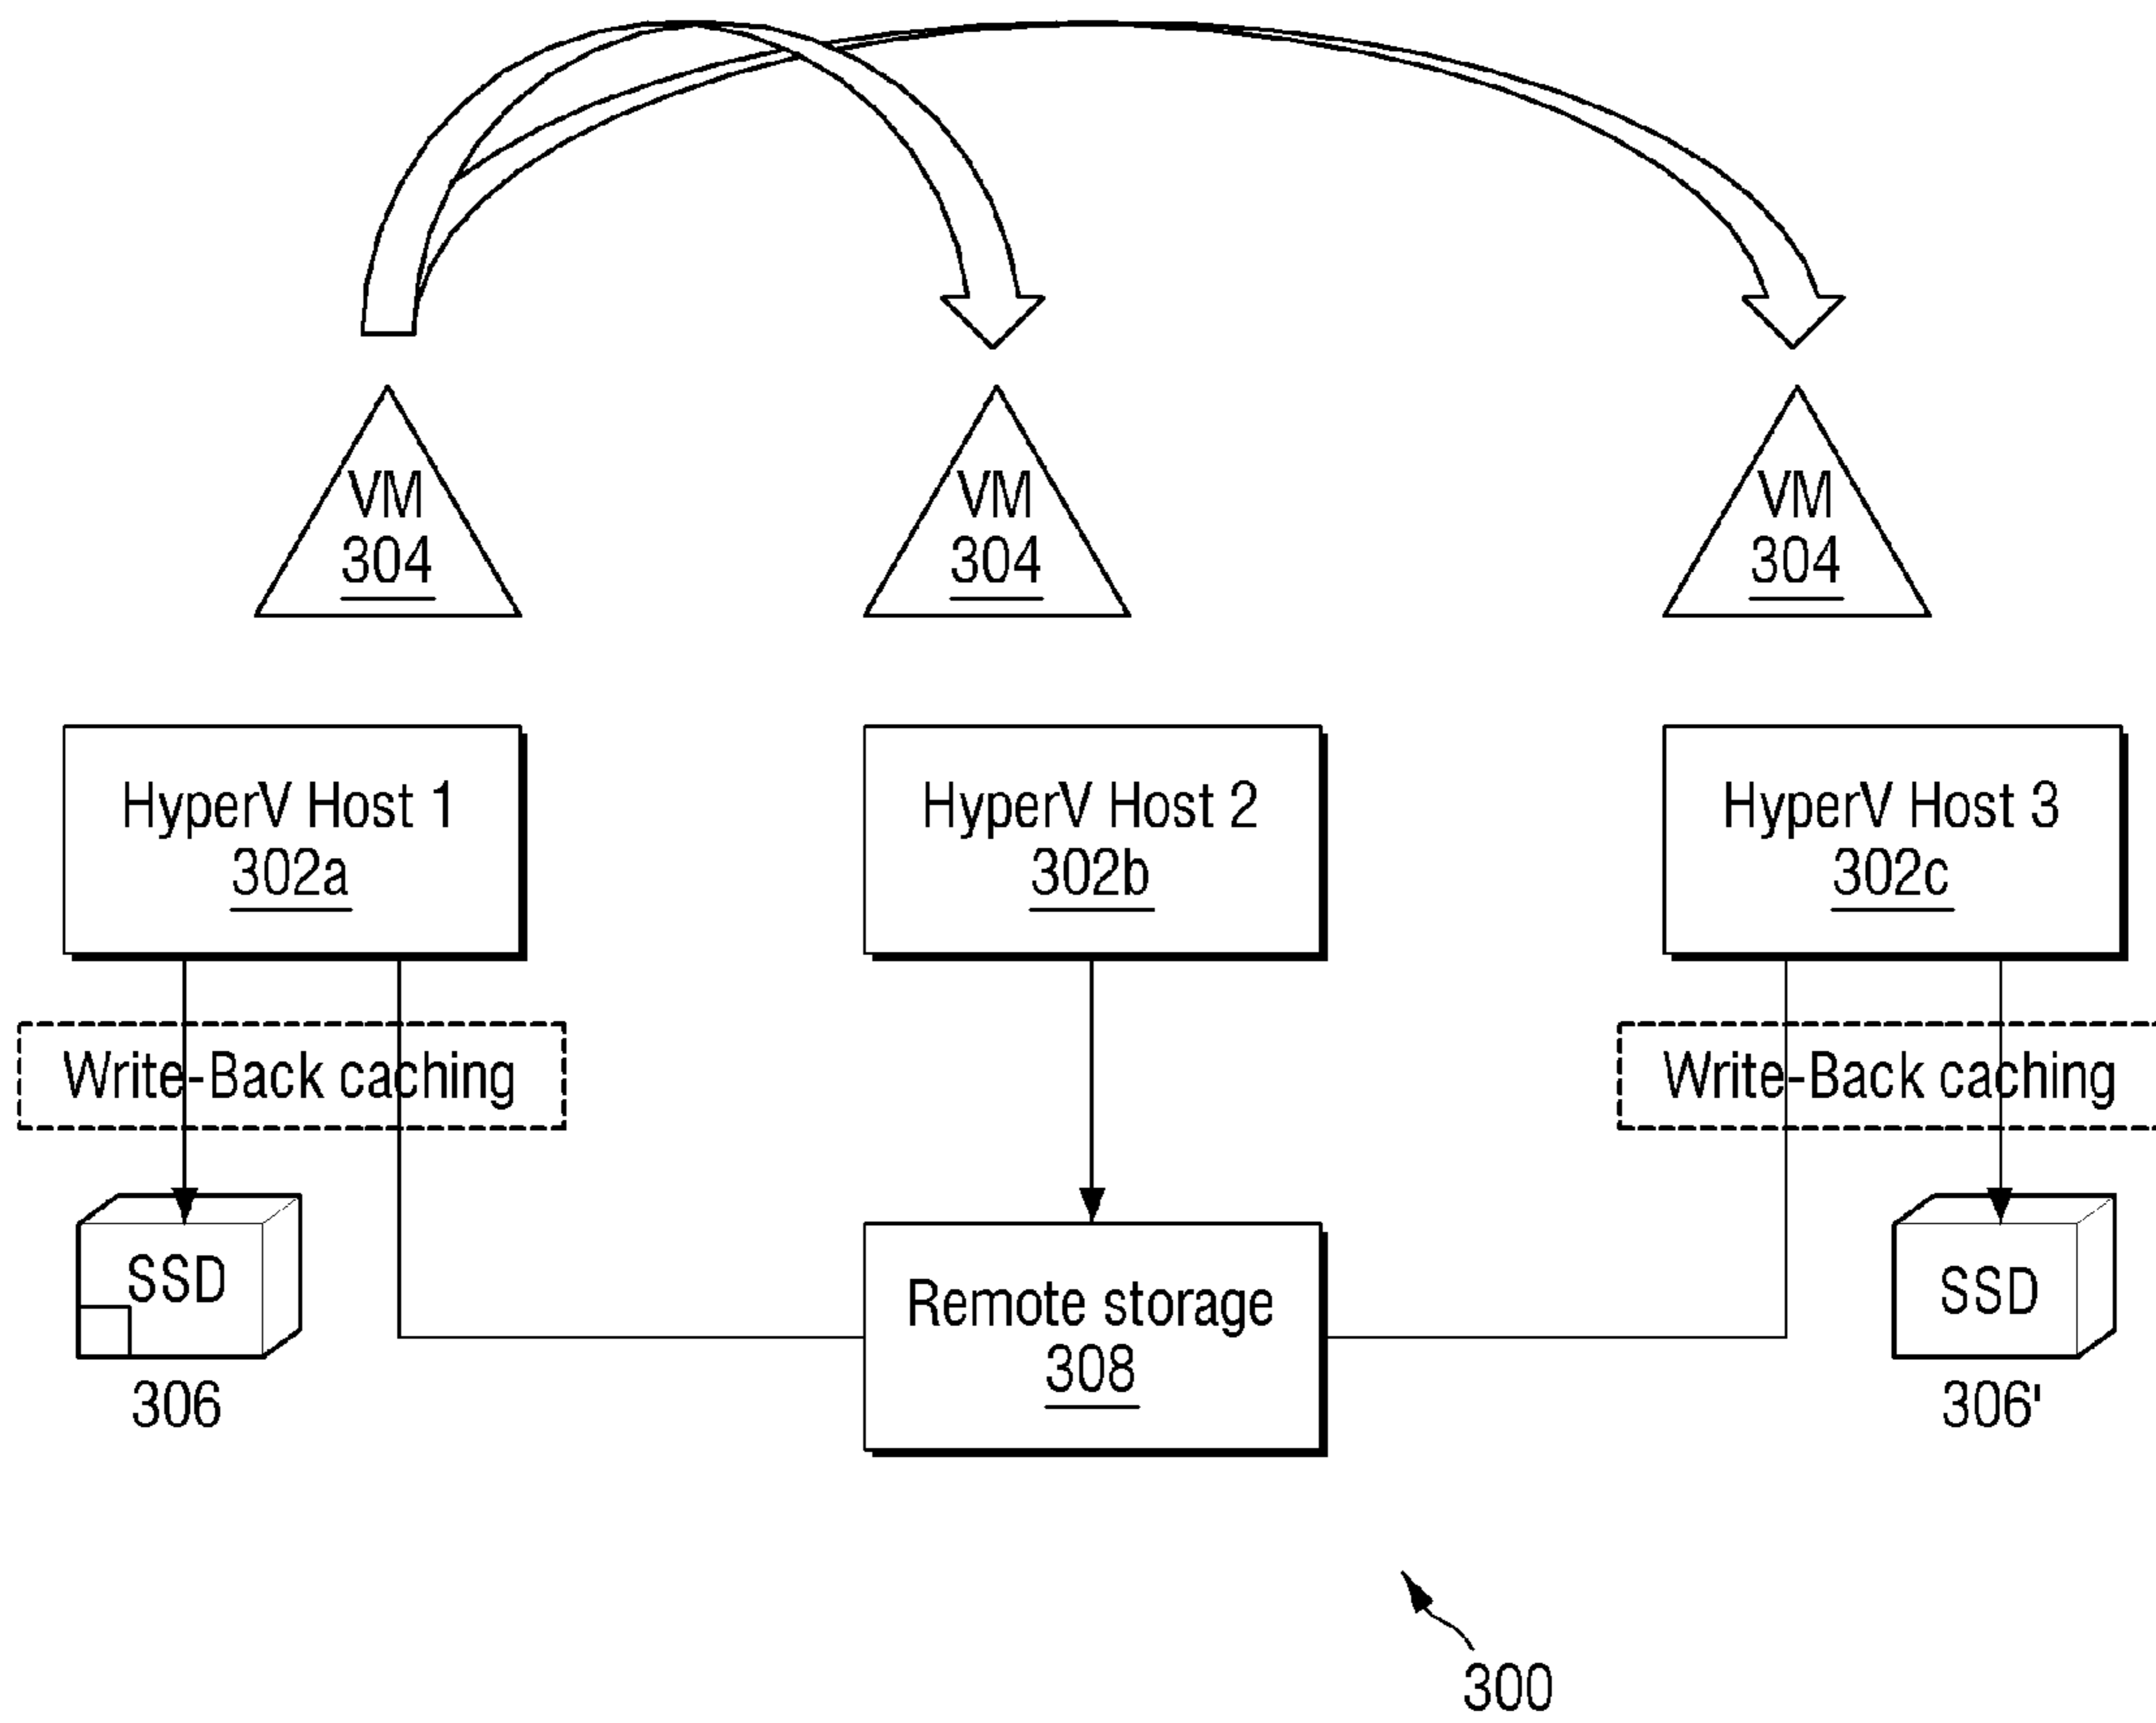 VM
304
VM
304
VM
304
HyperV Host 1
302a
HyperV Host 2
302b
HyperV Host 3
302c
Write-Back caching
Write-Back caching
SSD
306
Remote storage
308
SSD
306'
300